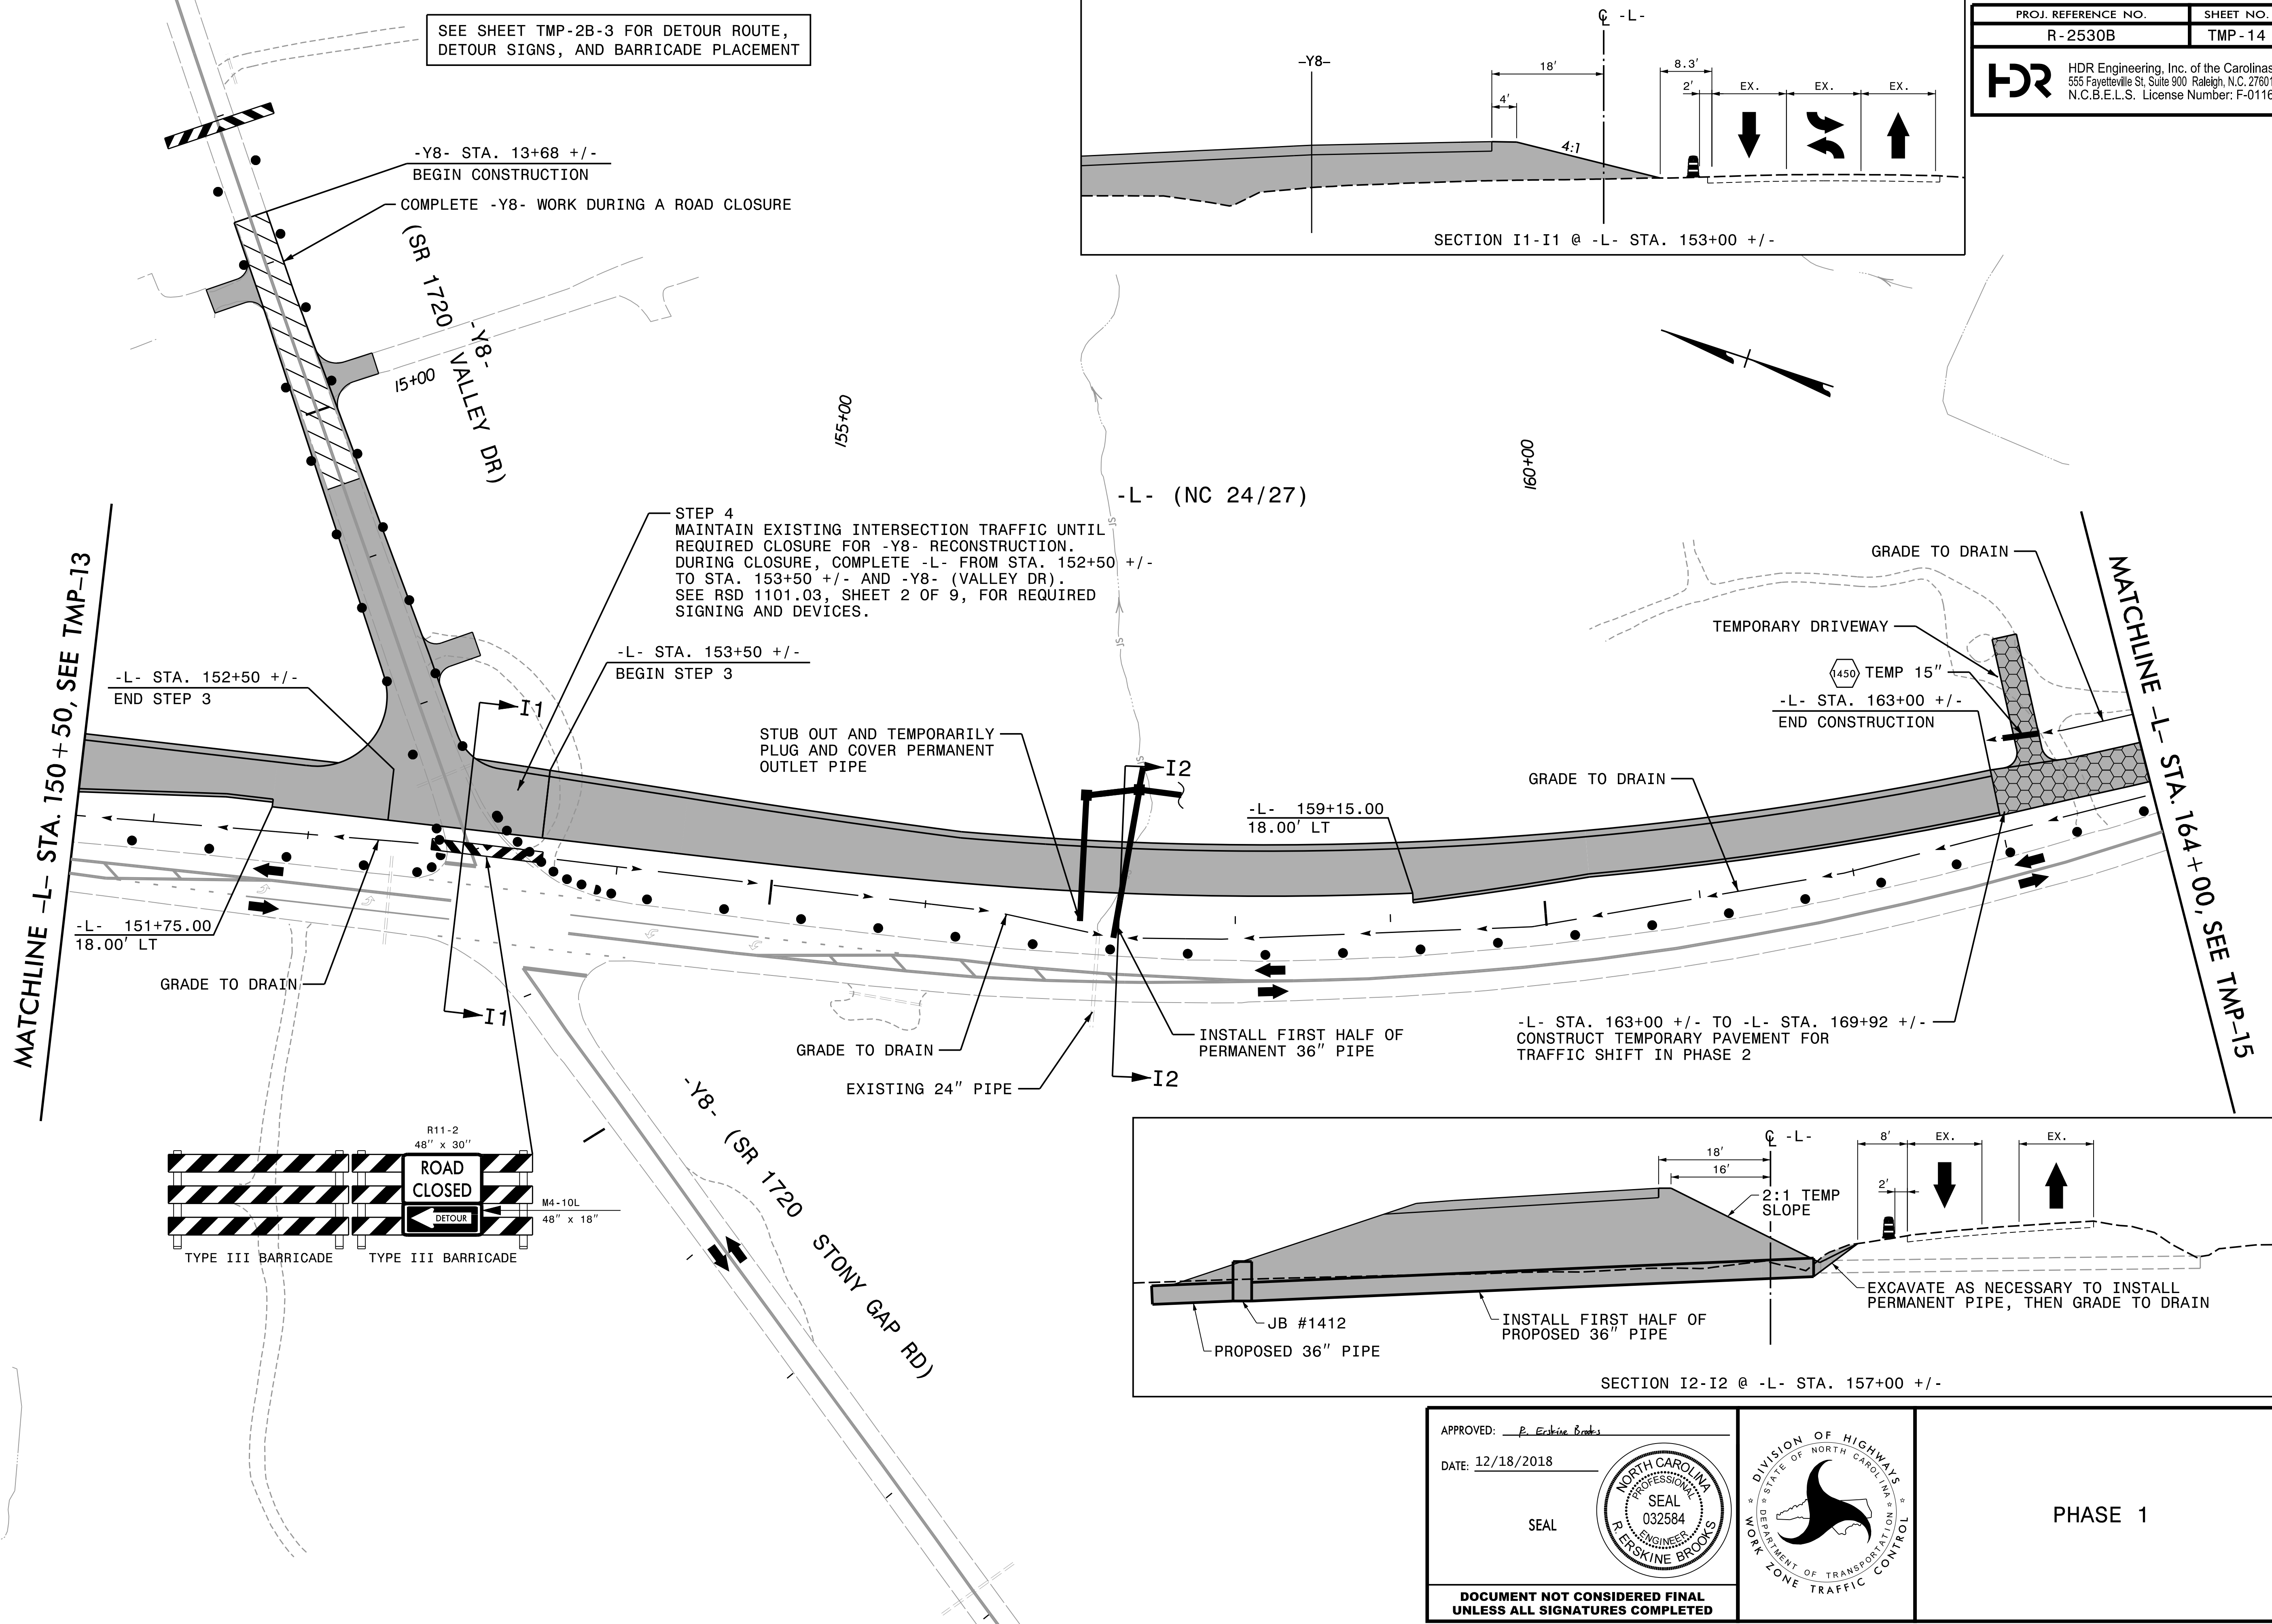 SEE SHEET TMP-2B-3 FOR DETOUR ROUTE,
DETOUR SIGNS, AND BARRICADE PLACEMENT
PROJ. REFERENCE NO.
SHEET NO.
R-2530B
TMP-14
HDR
HDR Engineering, Inc. of the Carolinas
555 Fayetteville St, Suite 900 Raleigh, N.C. 27601
N.C.B.E.L.S. License Number: F-0116
-Y8-
℄ -L-
18'
4'
4:1
8.3'
2'
EX.
EX.
EX.
SECTION I1-I1 @ -L- STA. 153+00 +/-
-Y8- STA. 13+68 +/-
BEGIN CONSTRUCTION
COMPLETE -Y8- WORK DURING A ROAD CLOSURE
-Y8-
(SR 1720 VALLEY DR)
15+00
155+00
160+00
-L- (NC 24/27)
STEP 4
MAINTAIN EXISTING INTERSECTION TRAFFIC UNTIL
REQUIRED CLOSURE FOR -Y8- RECONSTRUCTION.
DURING CLOSURE, COMPLETE -L- FROM STA. 152+50 +/-
TO STA. 153+50 +/- AND -Y8- (VALLEY DR).
SEE RSD 1101.03, SHEET 2 OF 9, FOR REQUIRED
SIGNING AND DEVICES.
MATCHLINE -L- STA. 150+50, SEE TMP-13
-L- STA. 152+50 +/-
END STEP 3
-L- STA. 153+50 +/-
BEGIN STEP 3
I1
STUB OUT AND TEMPORARILY
PLUG AND COVER PERMANENT
OUTLET PIPE
JS
JS
JS
I2
-L- 159+15.00
18.00' LT
GRADE TO DRAIN
GRADE TO DRAIN
TEMPORARY DRIVEWAY
1450 TEMP 15"
-L- STA. 163+00 +/-
END CONSTRUCTION
MATCHLINE -L- STA. 164+00, SEE TMP-15
-L- 151+75.00
18.00' LT
GRADE TO DRAIN
I1
GRADE TO DRAIN
EXISTING 24" PIPE
INSTALL FIRST HALF OF
PERMANENT 36" PIPE
I2
-L- STA. 163+00 +/- TO -L- STA. 169+92 +/-
CONSTRUCT TEMPORARY PAVEMENT FOR
TRAFFIC SHIFT IN PHASE 2
-Y8- (SR 1720 STONY GAP RD)
R11-2
48" x 30"
ROAD
CLOSED
DETOUR
M4-10L
48" x 18"
TYPE III BARRICADE
TYPE III BARRICADE
℄ -L-
18'
16'
8'
2'
EX.
EX.
2:1 TEMP
SLOPE
JB #1412
PROPOSED 36" PIPE
INSTALL FIRST HALF OF
PROPOSED 36" PIPE
EXCAVATE AS NECESSARY TO INSTALL
PERMANENT PIPE, THEN GRADE TO DRAIN
SECTION I2-I2 @ -L- STA. 157+00 +/-
APPROVED: R. Erskine Brooks
DATE: 12/18/2018
SEAL
NORTH CAROLINA
PROFESSIONAL
SEAL
032584
ENGINEER
R. ERSKINE BROOKS
DOCUMENT NOT CONSIDERED FINAL
UNLESS ALL SIGNATURES COMPLETED
DIVISION OF HIGHWAYS
STATE OF NORTH CAROLINA
DEPARTMENT OF TRANSPORTATION
WORK ZONE TRAFFIC CONTROL
PHASE 1